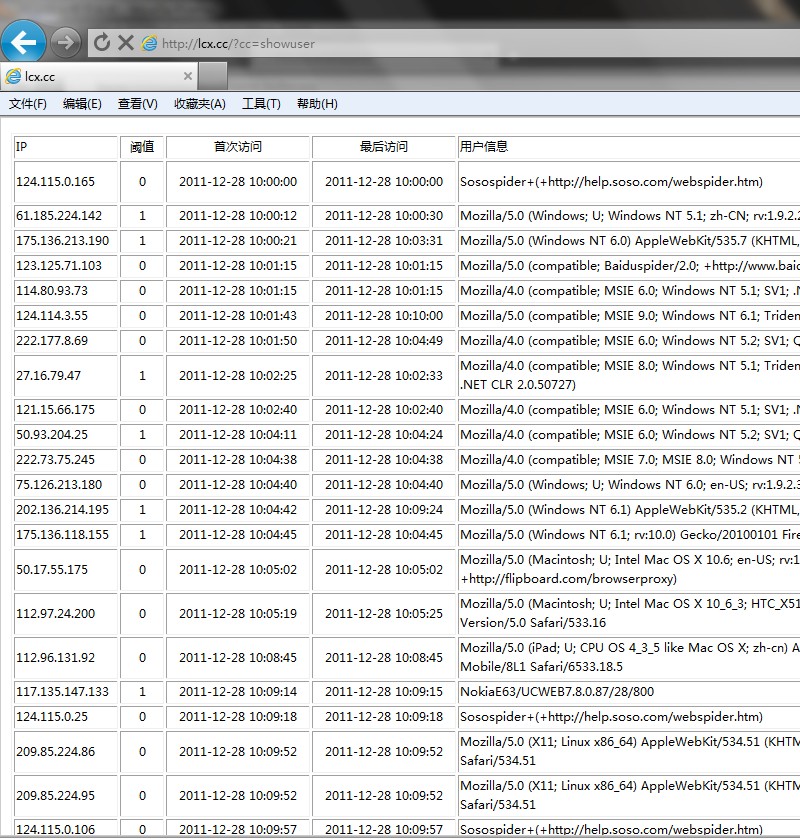 http://lcx.cc/?cc=showuser
lcx.cc
文件(F) 编辑(E) 查看(V) 收藏夹(A) 工具(T) 帮助(H)
IP 阈值 首次访问 最后访问 用户信息
124.115.0.165 0 2011-12-28 10:00:00 2011-12-28 10:00:00 Sosospider+(+http://help.soso.com/webspider.htm)
61.185.224.142 1 2011-12-28 10:00:12 2011-12-28 10:00:30 Mozilla/5.0 (Windows; U; Windows NT 5.1; zh-CN; rv:1.9.2.2
175.136.213.190 1 2011-12-28 10:00:21 2011-12-28 10:03:31 Mozilla/5.0 (Windows NT 6.0) AppleWebKit/535.7 (KHTML,
123.125.71.103 0 2011-12-28 10:01:15 2011-12-28 10:01:15 Mozilla/5.0 (compatible; Baiduspider/2.0; +http://www.baid
114.80.93.73 0 2011-12-28 10:01:15 2011-12-28 10:01:15 Mozilla/4.0 (compatible; MSIE 6.0; Windows NT 5.1; SV1; .N
124.114.3.55 0 2011-12-28 10:01:43 2011-12-28 10:10:00 Mozilla/5.0 (compatible; MSIE 9.0; Windows NT 6.1; Triden
222.177.8.69 0 2011-12-28 10:01:50 2011-12-28 10:04:49 Mozilla/4.0 (compatible; MSIE 6.0; Windows NT 5.2; SV1; Q
27.16.79.47 1 2011-12-28 10:02:25 2011-12-28 10:02:33 Mozilla/4.0 (compatible; MSIE 8.0; Windows NT 5.1; Triden
.NET CLR 2.0.50727)
121.15.66.175 0 2011-12-28 10:02:40 2011-12-28 10:02:40 Mozilla/4.0 (compatible; MSIE 6.0; Windows NT 5.1; SV1; .N
50.93.204.25 1 2011-12-28 10:04:11 2011-12-28 10:04:24 Mozilla/4.0 (compatible; MSIE 6.0; Windows NT 5.2; SV1; Q
222.73.75.245 0 2011-12-28 10:04:38 2011-12-28 10:04:38 Mozilla/4.0 (compatible; MSIE 7.0; MSIE 8.0; Windows NT 5
75.126.213.180 0 2011-12-28 10:04:40 2011-12-28 10:04:40 Mozilla/5.0 (Windows; U; Windows NT 6.0; en-US; rv:1.9.2.3
202.136.214.195 1 2011-12-28 10:04:42 2011-12-28 10:09:24 Mozilla/5.0 (Windows NT 6.1) AppleWebKit/535.2 (KHTML,
175.136.118.155 1 2011-12-28 10:04:45 2011-12-28 10:04:45 Mozilla/5.0 (Windows NT 6.1; rv:10.0) Gecko/20100101 Fire
50.17.55.175 0 2011-12-28 10:05:02 2011-12-28 10:05:02 Mozilla/5.0 (Macintosh; U; Intel Mac OS X 10.6; en-US; rv:1
+http://flipboard.com/browserproxy)
112.97.24.200 0 2011-12-28 10:05:19 2011-12-28 10:05:25 Mozilla/5.0 (Macintosh; U; Intel Mac OS X 10_6_3; HTC_X51
Version/5.0 Safari/533.16
112.96.131.92 0 2011-12-28 10:08:45 2011-12-28 10:08:45 Mozilla/5.0 (iPad; U; CPU OS 4_3_5 like Mac OS X; zh-cn) A
Mobile/8L1 Safari/6533.18.5
117.135.147.133 1 2011-12-28 10:09:14 2011-12-28 10:09:15 NokiaE63/UCWEB7.8.0.87/28/800
124.115.0.25 0 2011-12-28 10:09:18 2011-12-28 10:09:18 Sosospider+(+http://help.soso.com/webspider.htm)
209.85.224.86 0 2011-12-28 10:09:52 2011-12-28 10:09:52 Mozilla/5.0 (X11; Linux x86_64) AppleWebKit/534.51 (KHTM
Safari/534.51
209.85.224.95 0 2011-12-28 10:09:52 2011-12-28 10:09:52 Mozilla/5.0 (X11; Linux x86_64) AppleWebKit/534.51 (KHTM
Safari/534.51
124.115.0.106 0 2011-12-28 10:09:57 2011-12-28 10:09:57 Sosospider+(+http://help.soso.com/webspider.htm)